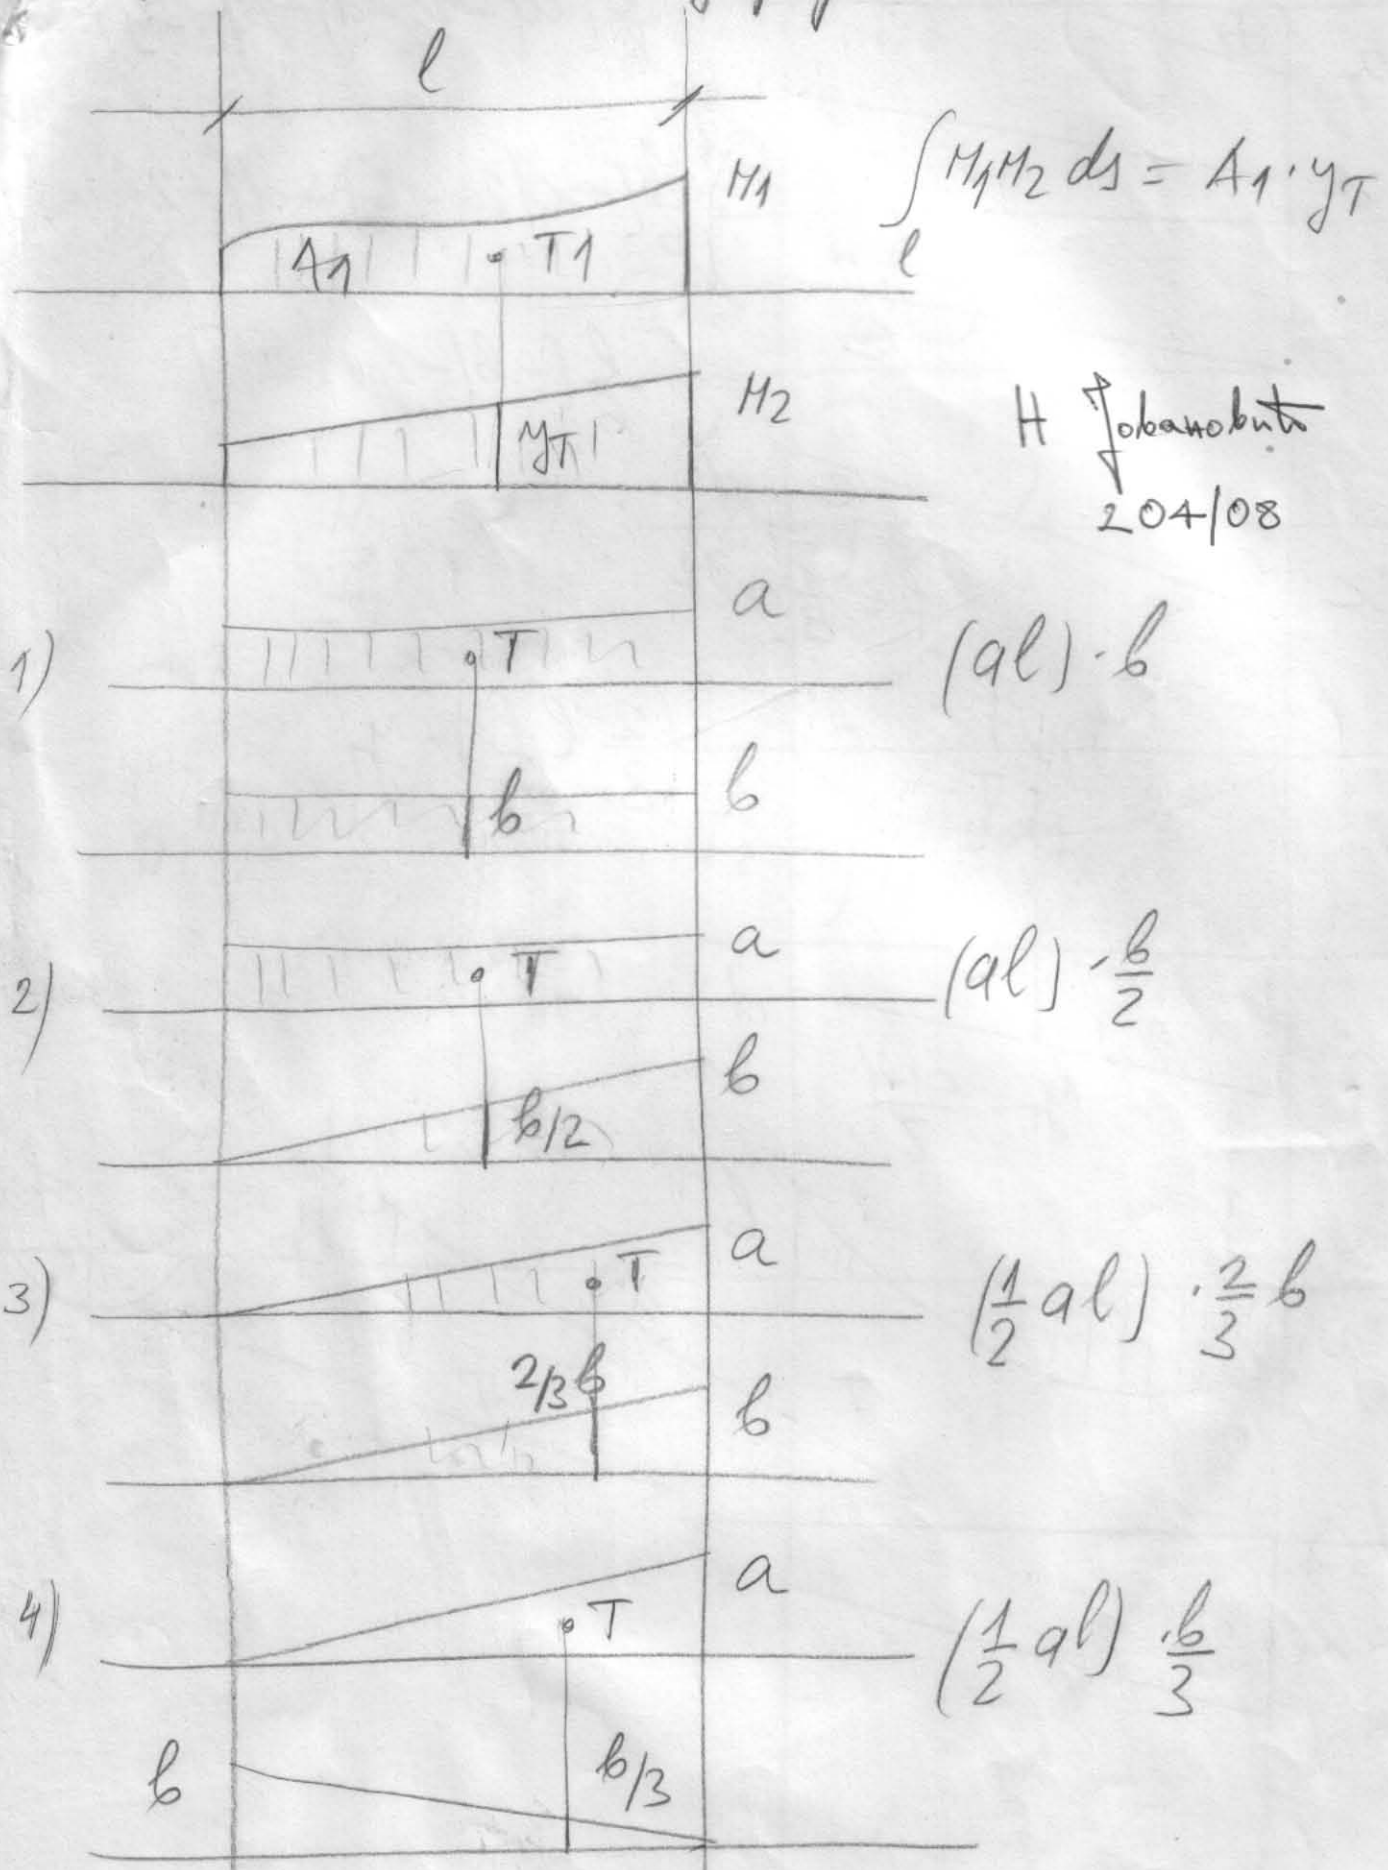 l
M1
∫ M1M2 ds = A1 · yT
l
A1
T1
M2
yT
Н Јовановић
204/08
1)
a
T
(al) · b
b
b
2)
a
T
(al) · b/2
b
b/2
3)
a
T
(1/2 al) · 2/3 b
2/3 b
b
4)
a
T
(1/2 al) · b/3
b
b/3